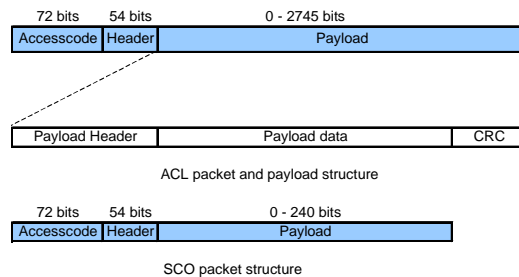 72 bits 54 bits 0 - 2745 bits
Accesscode Header Payload
Payload Header Payload data CRC
ACL packet and payload structure
72 bits 54 bits 0 - 240 bits
Accesscode Header Payload
SCO packet structure